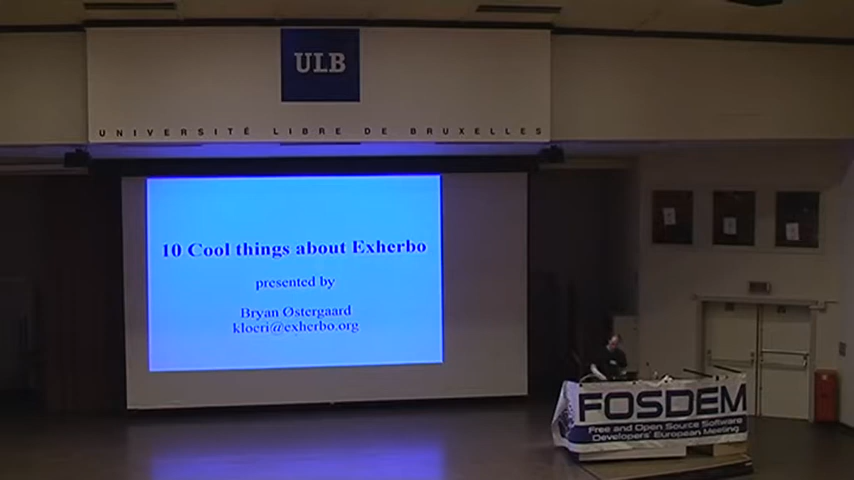 ULB
UNIVERSITÉ LIBRE DE BRUXELLES
10 Cool things about Exherbo
presented by
Bryan Østergaard
kloeri@exherbo.org
FOSDEM
Free and Open Source Software
Developers' European Meeting